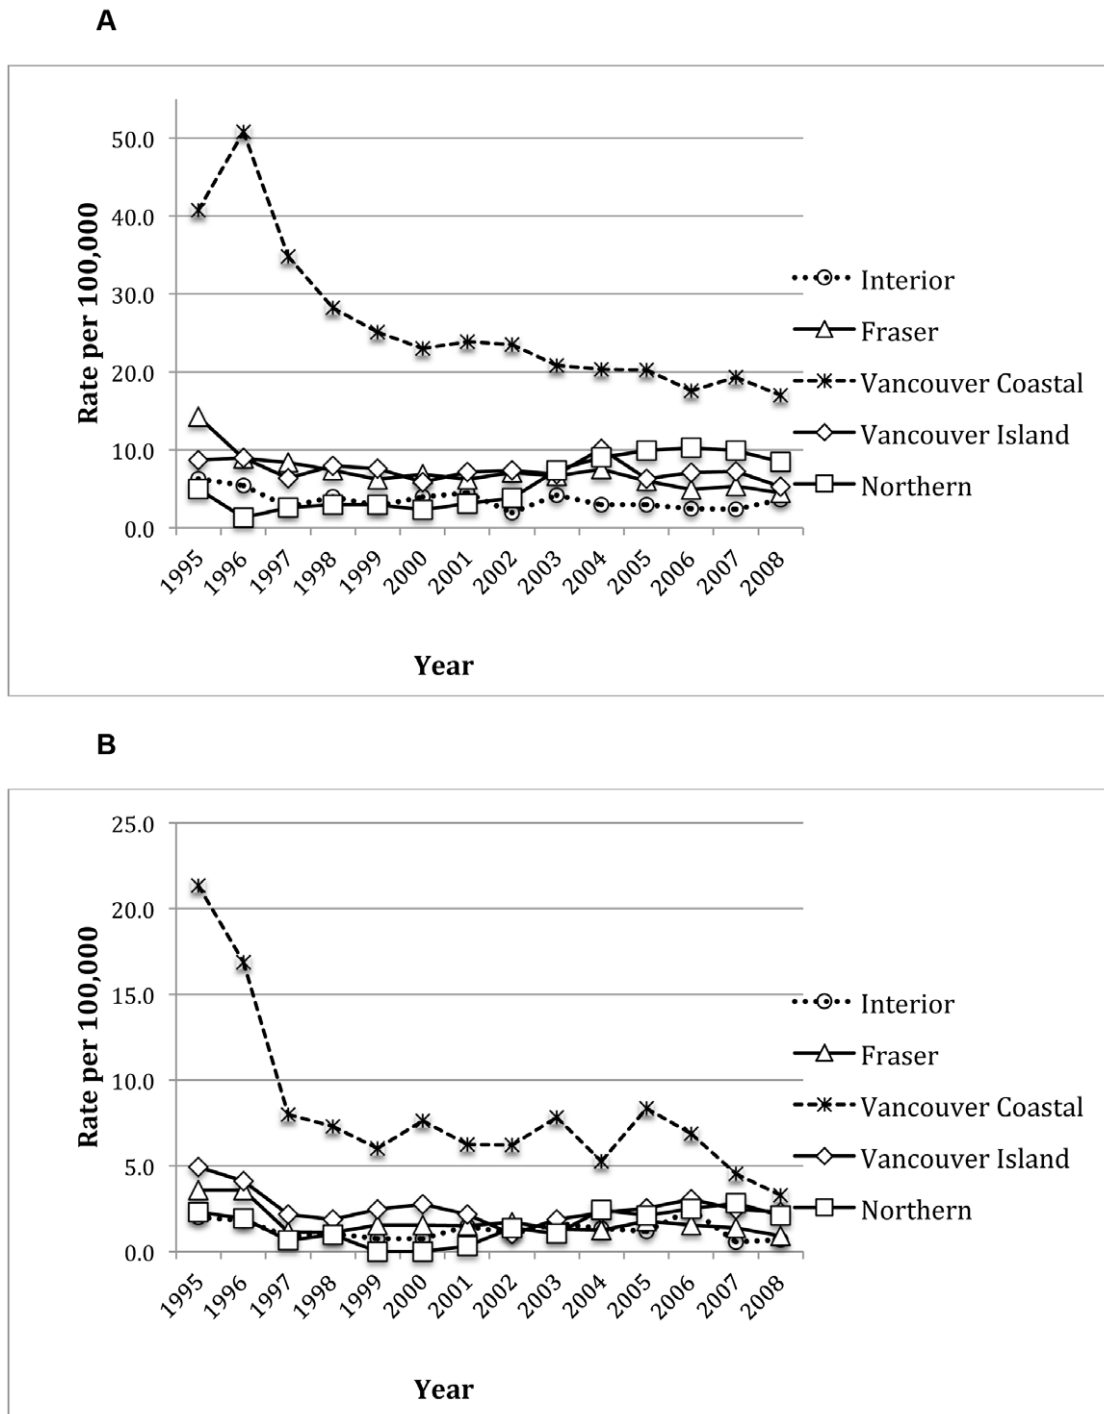 A
Rate per 100,000
50.0
40.0
30.0
20.0
10.0
0.0
1995 1996 1997 1998 1999 2000 2001 2002 2003 2004 2005 2006 2007 2008
Year
Interior
Fraser
Vancouver Coastal
Vancouver Island
Northern
B
Rate per 100,000
25.0
20.0
15.0
10.0
5.0
0.0
1995 1996 1997 1998 1999 2000 2001 2002 2003 2004 2005 2006 2007 2008
Year
Interior
Fraser
Vancouver Coastal
Vancouver Island
Northern